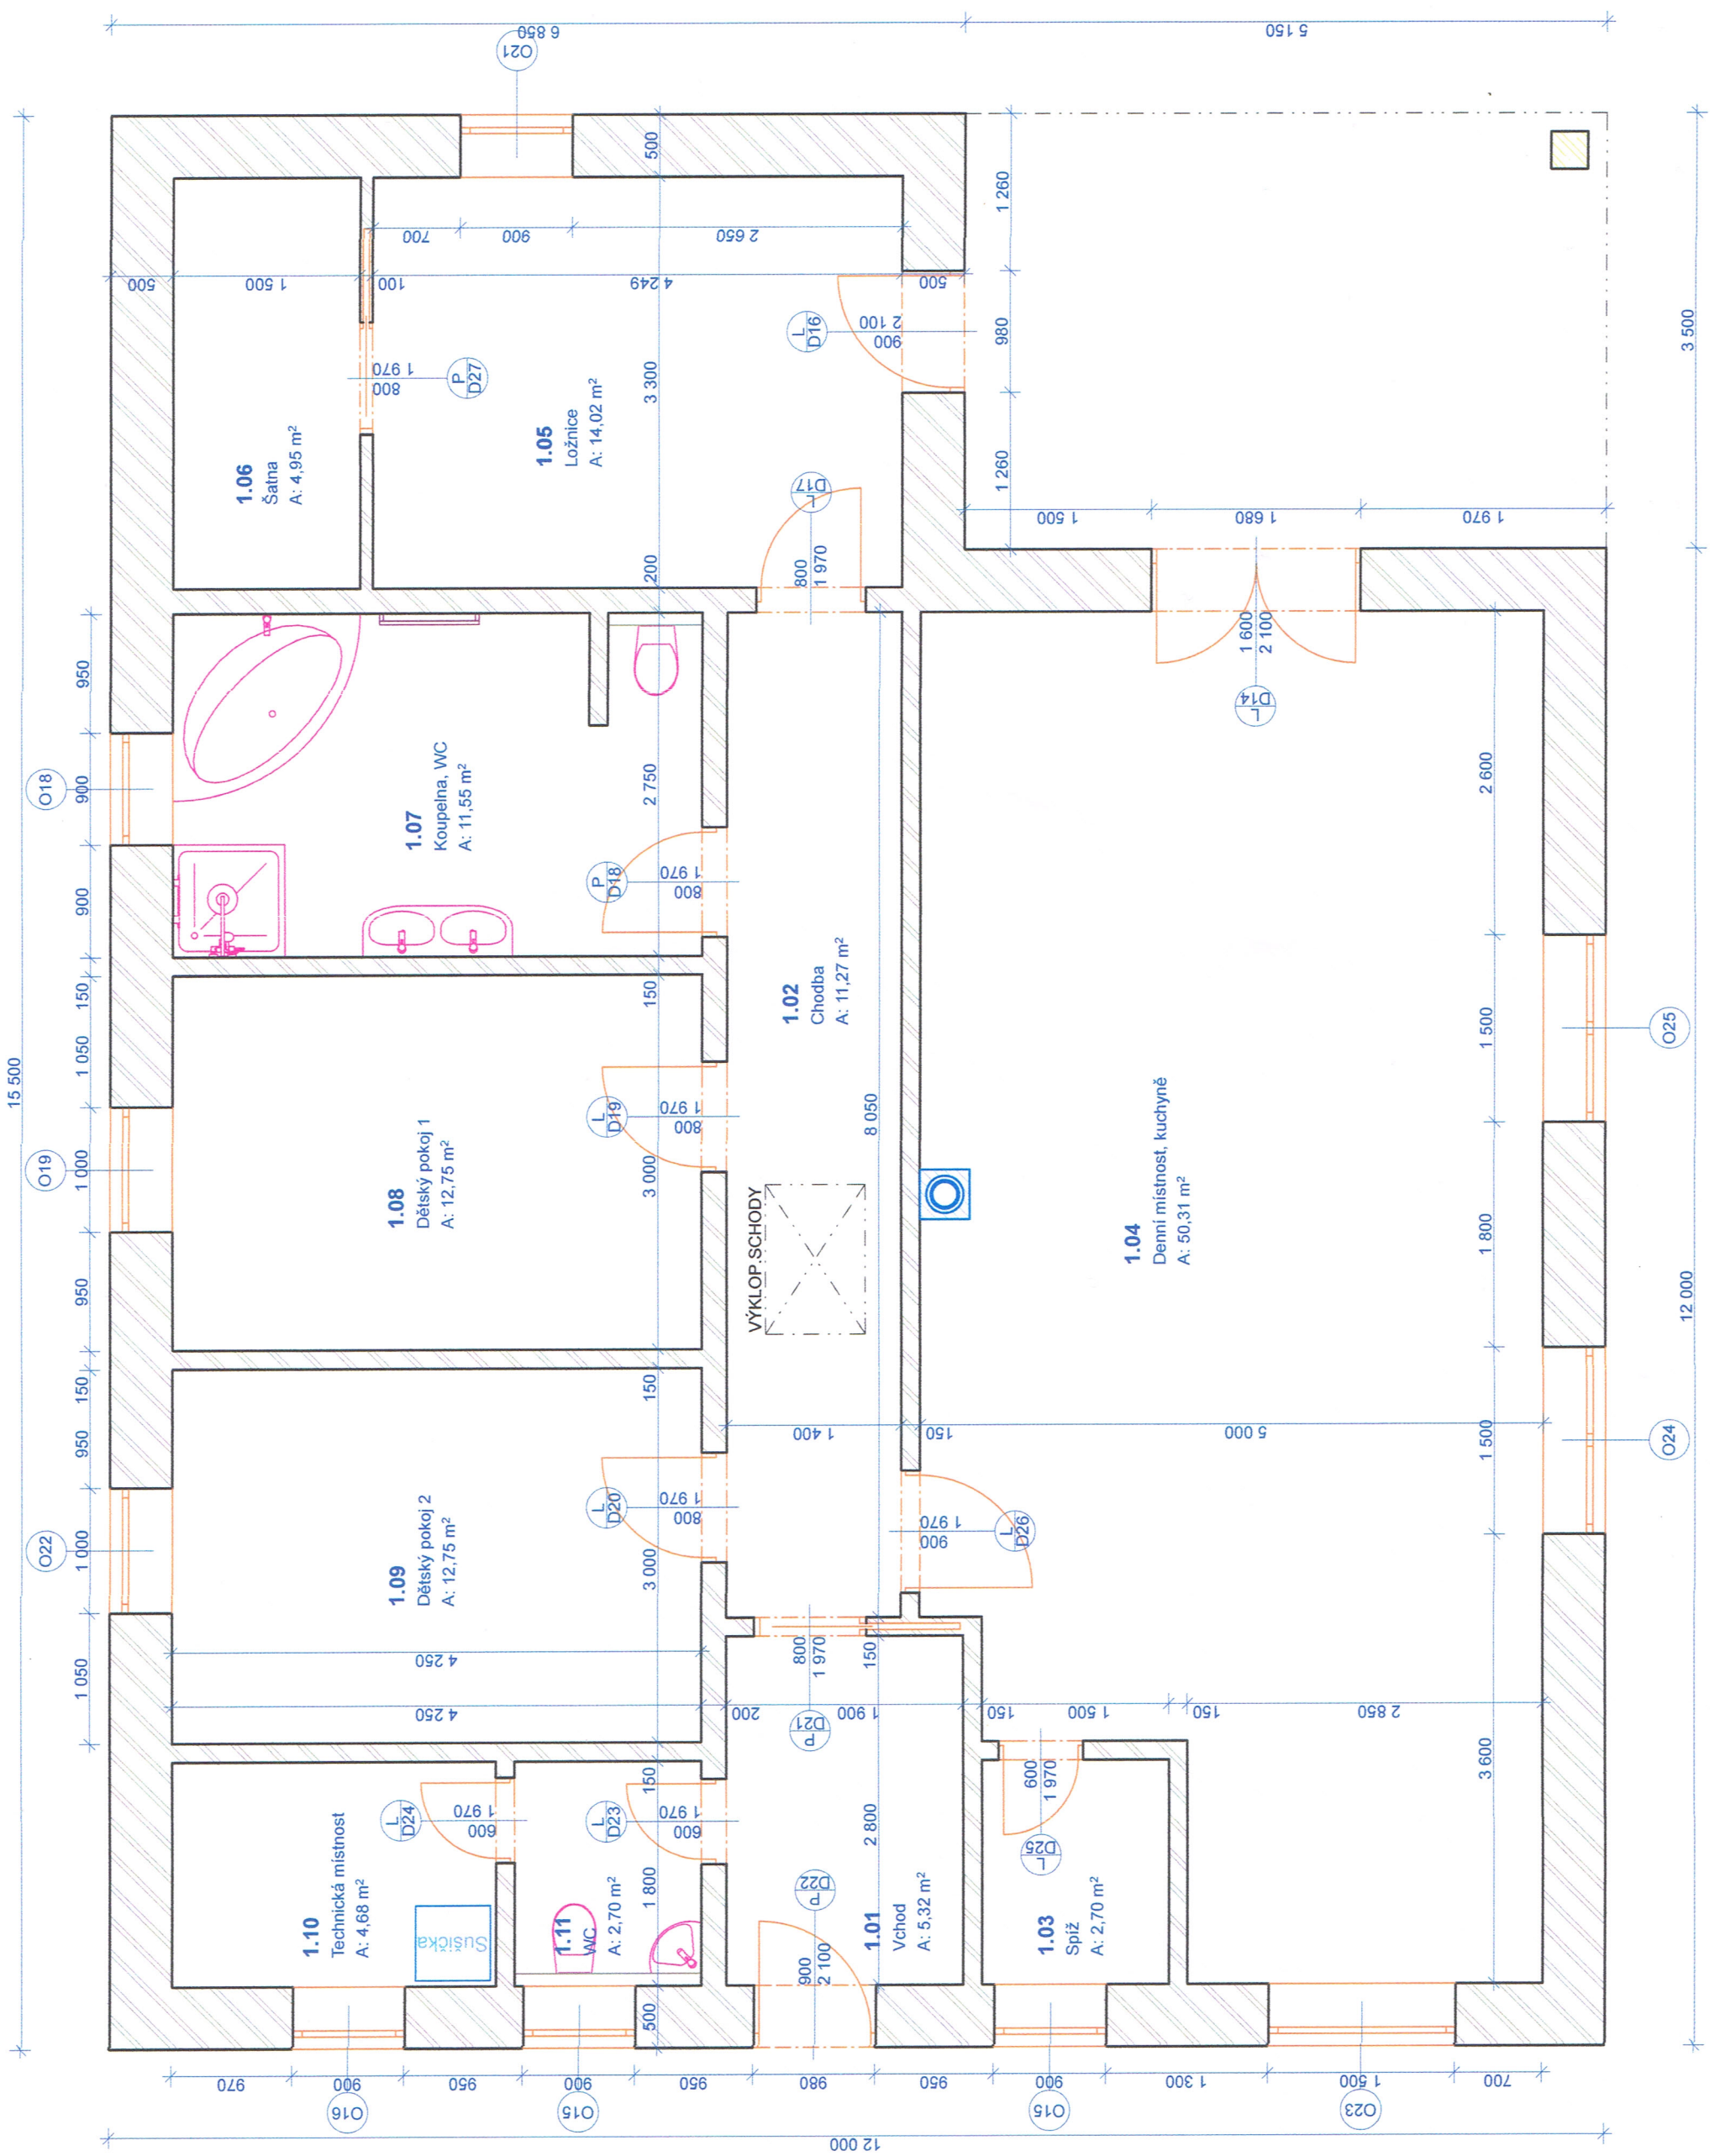 6 850
5 150
O21
15 500
500
1 500
100
4 249
500
700
900
2 650
500
1.06
Šatna
A: 4,95 m²
800
1 970
P
D27
1.05
Ložnice
A: 14,02 m²
3 300
200
L
D16
900
2 100
1 260
980
1 260
3 500
L
D17
800
1 970
1 500
1 680
1 970
950
900
900
O18
1.07
Koupelna, WC
A: 11,55 m²
2 750
P
D18
800
1 970
L
D14
1 600
2 100
2 600
150
1 050
1 000
950
O19
1.08
Dětský pokoj 1
A: 12,75 m²
150
3 000
L
D19
800
1 970
1.02
Chodba
A: 11,27 m²
8 050
VÝKLOP.SCHODY
1.04
Denní místnost, kuchyně
A: 50,31 m²
1 500
1 800
1 500
O25
O24
12 000
150
950
1 000
1 050
O22
1.09
Dětský pokoj 2
A: 12,75 m²
150
3 000
L
D20
800
1 970
1 400
150
5 000
L
D26
900
1 970
4 250
4 250
200
1 900
150
1 500
150
2 850
800
1 970
150
P
D21
1.10
Technická místnost
A: 4,68 m²
Sušička
L
D24
600
1 970
1.11
WC
A: 2,70 m²
L
D23
600
1 970
150
1 800
500
1.01
Vchod
A: 5,32 m²
2 800
P
D22
900
2 100
1.03
Spíž
A: 2,70 m²
L
D25
600
1 970
3 600
970
900
950
900
950
980
950
900
1 300
1 500
700
O16
O15
O15
O23
12 000